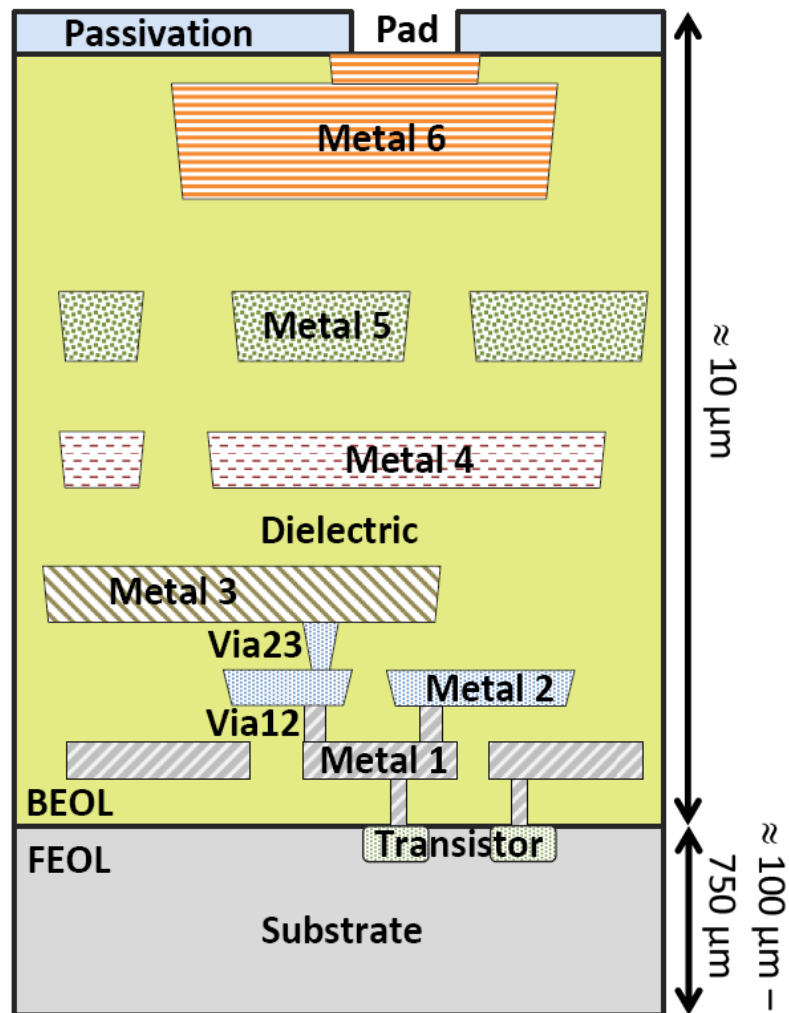 Passivation
Pad
Metal 6
Metal 5
Metal 4
Dielectric
Metal 3
Via23
Metal 2
Via12
Metal 1
BEOL
≈ 10 µm
FEOL
Transistor
Substrate
≈ 100 µm –
750 µm